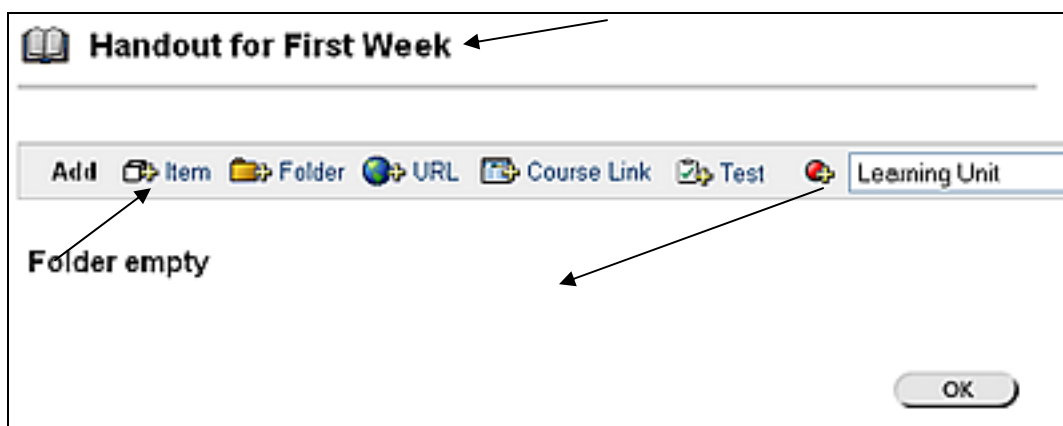 Handout for First Week
Add Item Folder URL Course Link Test Learning Unit
Folder empty
OK